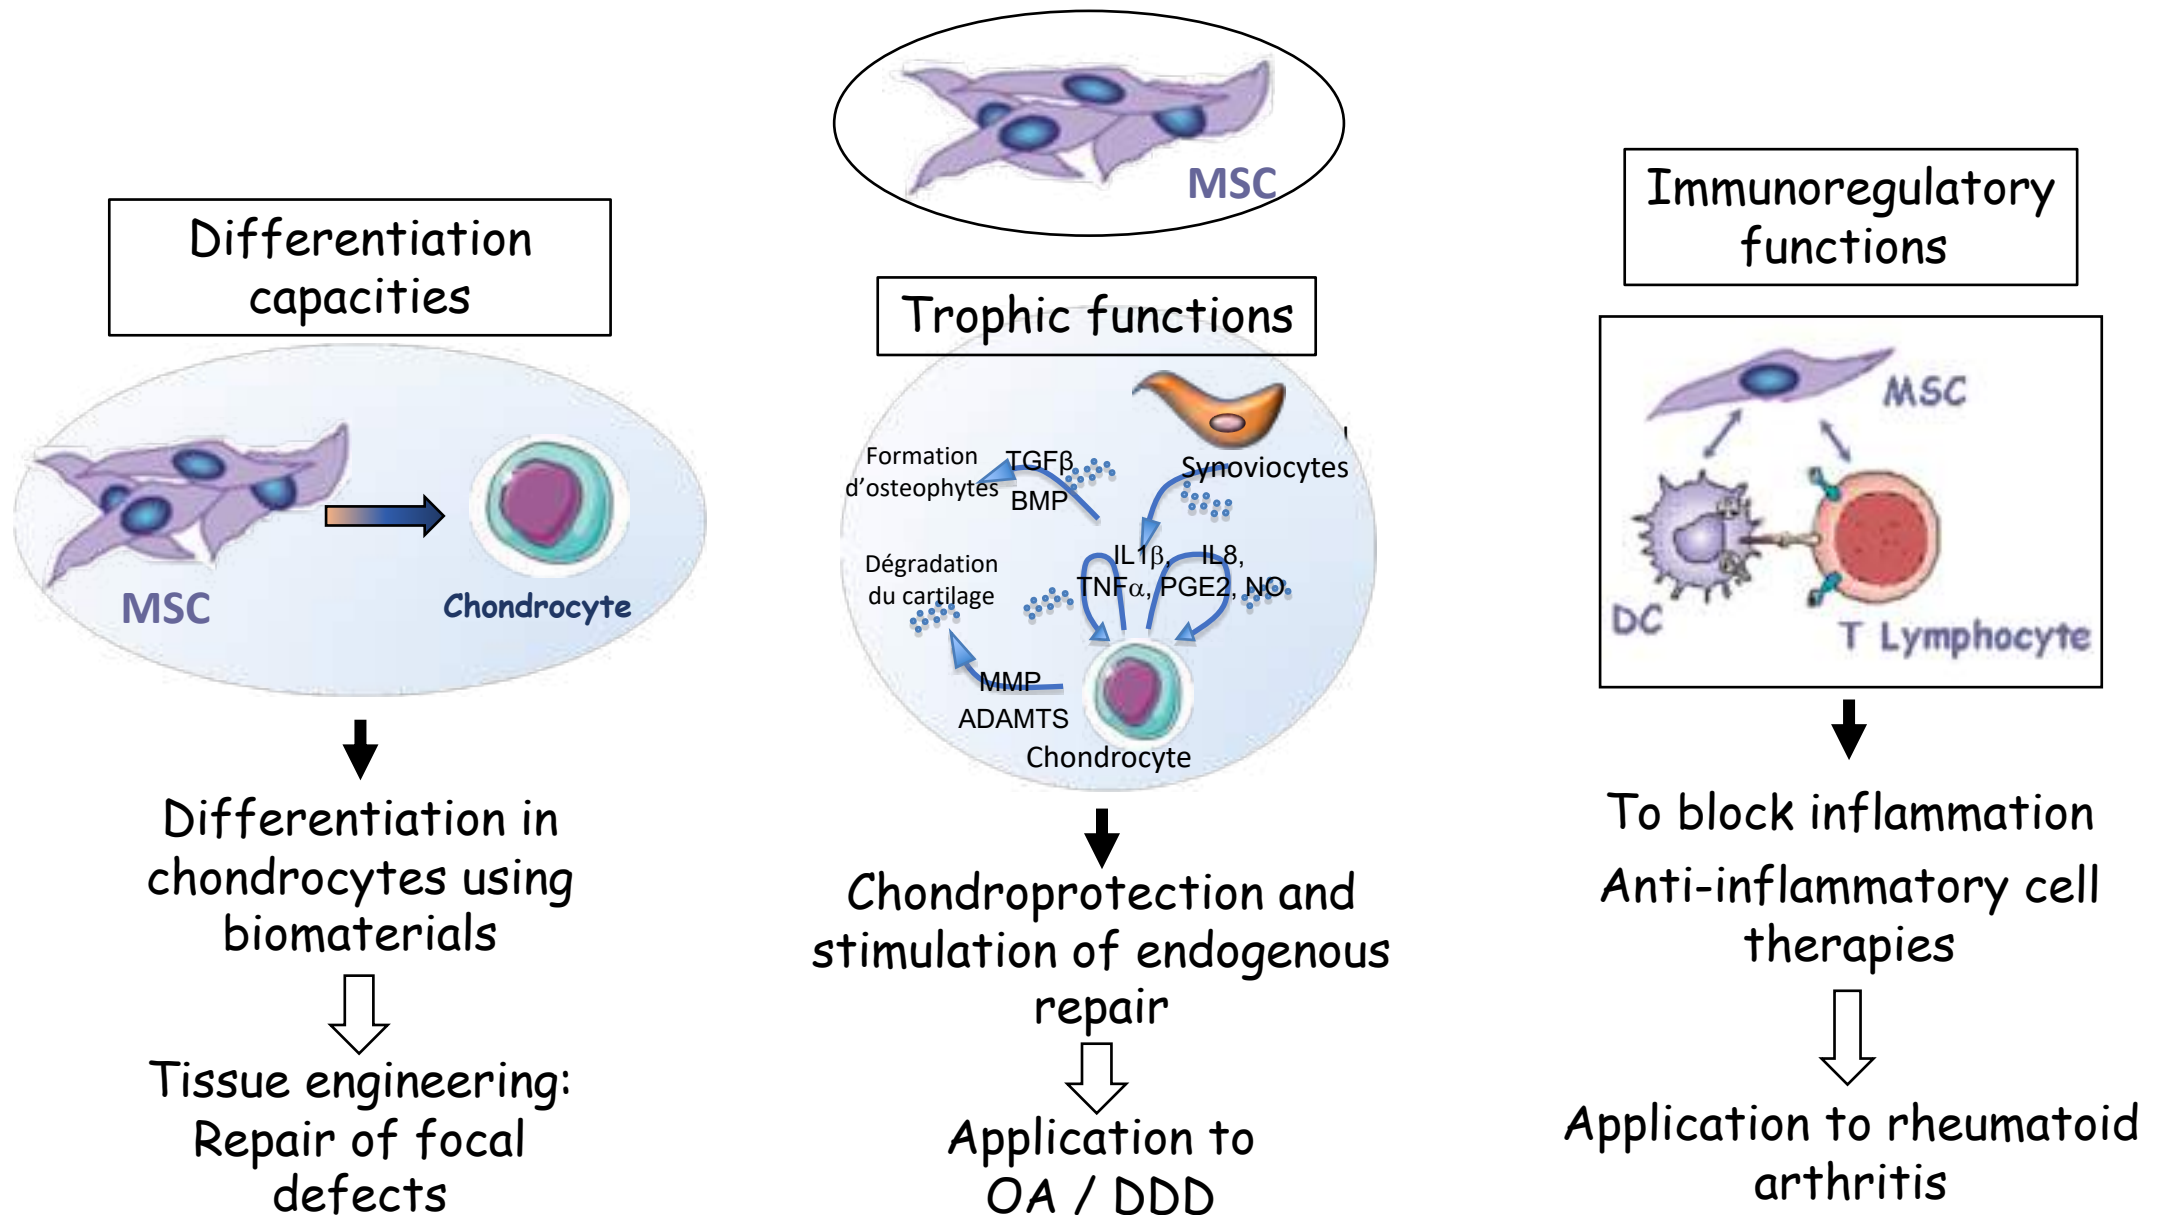 MSC
Differentiation
capacities
MSC
Chondrocyte
Differentiation in
chondrocytes using
biomaterials
Tissue engineering:
Repair of focal
defects
Trophic functions
Synoviocytes
Formation
d'osteophytes
TGFβ
BMP
IL1β, IL8,
TNFα, PGE2, NO
Dégradation
du cartilage
MMP
ADAMTS
Chondrocyte
Chondroprotection and
stimulation of endogenous
repair
Application to
OA / DDD
Immunoregulatory
functions
MSC
DC
T Lymphocyte
To block inflammation
Anti-inflammatory cell
therapies
Application to rheumatoid
arthritis